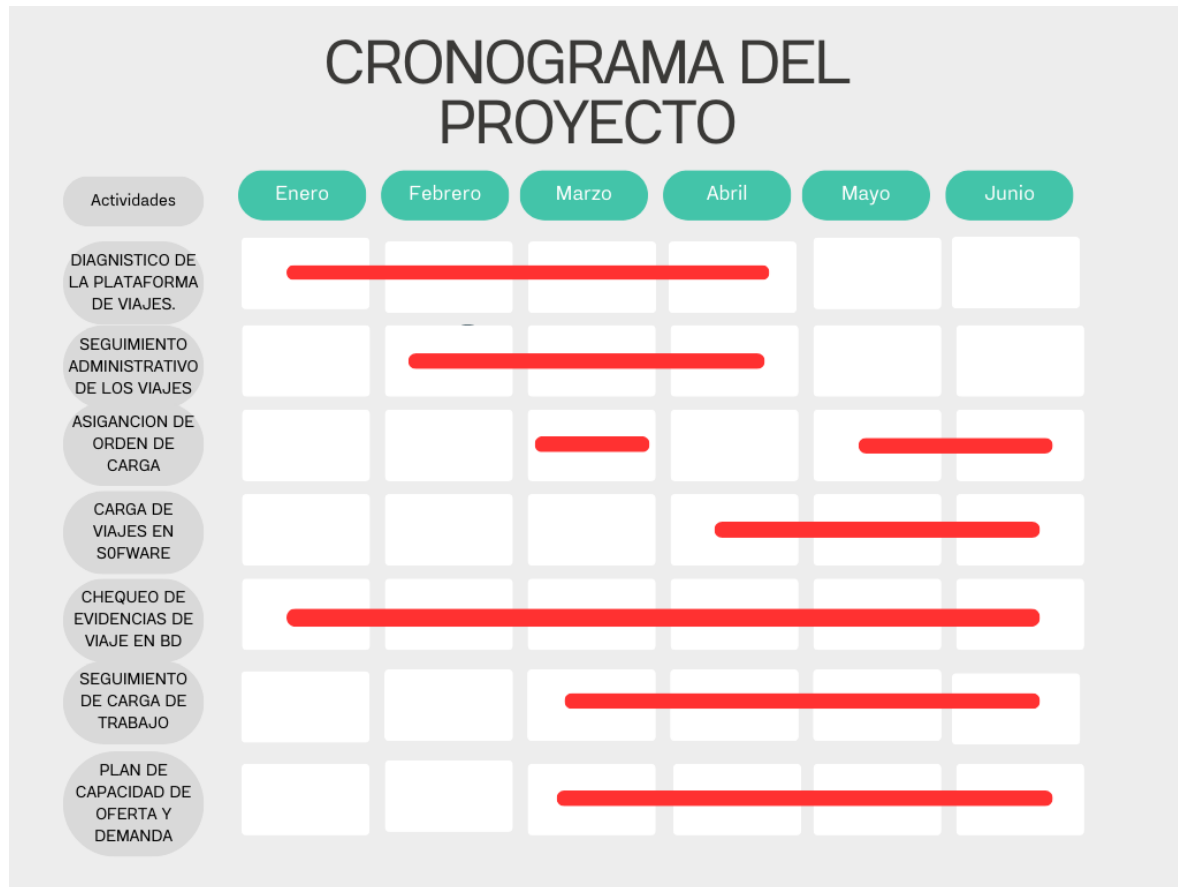 CRONOGRAMA DEL
PROYECTO
Actividades
Enero
Febrero
Marzo
Abril
Mayo
Junio
DIAGNISTICO DE
LA PLATAFORMA
DE VIAJES.
SEGUIMIENTO
ADMINISTRATIVO
DE LOS VIAJES
ASIGANCION DE
ORDEN DE
CARGA
CARGA DE
VIAJES EN
S0FWARE
CHEQUEO DE
EVIDENCIAS DE
VIAJE EN BD
SEGUIMIENTO
DE CARGA DE
TRABAJO
PLAN DE
CAPACIDAD DE
OFERTA Y
DEMANDA